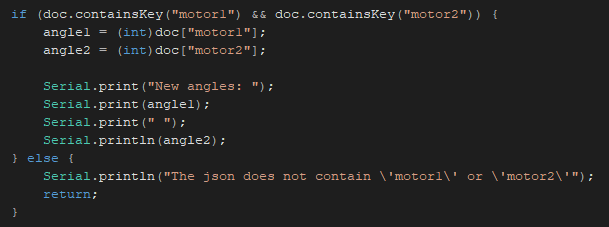 if (doc.containsKey("motor1") && doc.containsKey("motor2")) {
    angle1 = (int)doc["motor1"];
    angle2 = (int)doc["motor2"];

    Serial.print("New angles: ");
    Serial.print(angle1);
    Serial.print(" ");
    Serial.println(angle2);
} else {
    Serial.println("The json does not contain \'motor1\' or \'motor2\'");
    return;
}